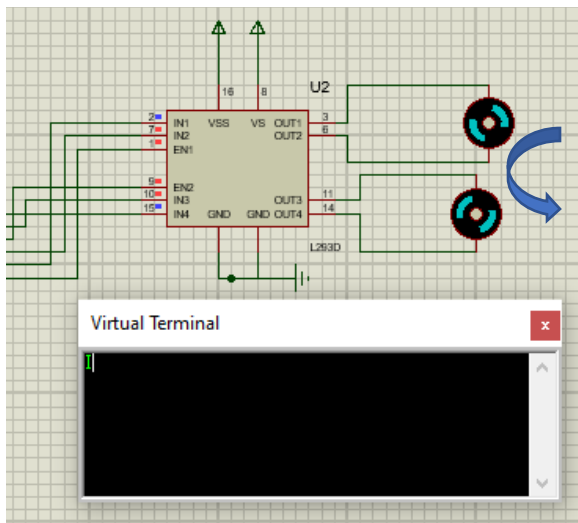 16 8 U2
2 IN1 VSS VS OUT1 3
7 IN2 OUT2 6
1 EN1
9 EN2
10 IN3 OUT3 11
15 IN4 GND GND OUT4 14
L293D
Virtual Terminal
x
I